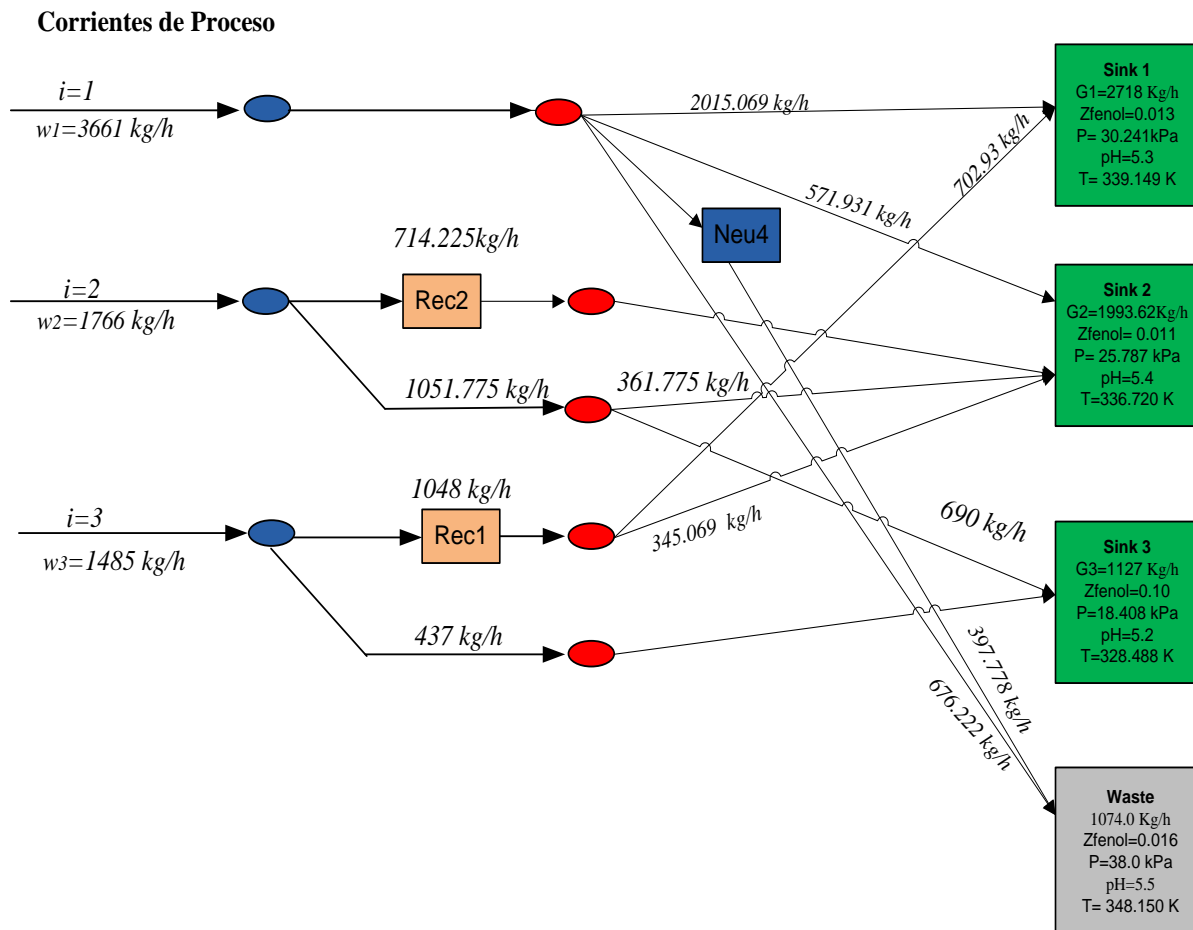 Corrientes de Proceso
i=1
w1=3661 kg/h
2015.069 kg/h
702.93 kg/h
571.931 kg/h
Neu4
714.225kg/h
i=2
w2=1766 kg/h
Rec2
1051.775 kg/h
361.775 kg/h
1048 kg/h
i=3
w3=1485 kg/h
Rec1
345.069 kg/h
690 kg/h
437 kg/h
397.778 kg/h
676.222 kg/h
Sink 1
G1=2718 Kg/h
Zfenol=0.013
P= 30.241kPa
pH=5.3
T= 339.149 K
Sink 2
G2=1993.62Kg/h
Zfenol= 0.011
P= 25.787 kPa
pH=5.4
T=336.720 K
Sink 3
G3=1127 Kg/h
Zfenol=0.10
P=18.408 kPa
pH=5.2
T=328.488 K
Waste
1074.0 Kg/h
Zfenol=0.016
P=38.0 kPa
pH=5.5
T= 348.150 K